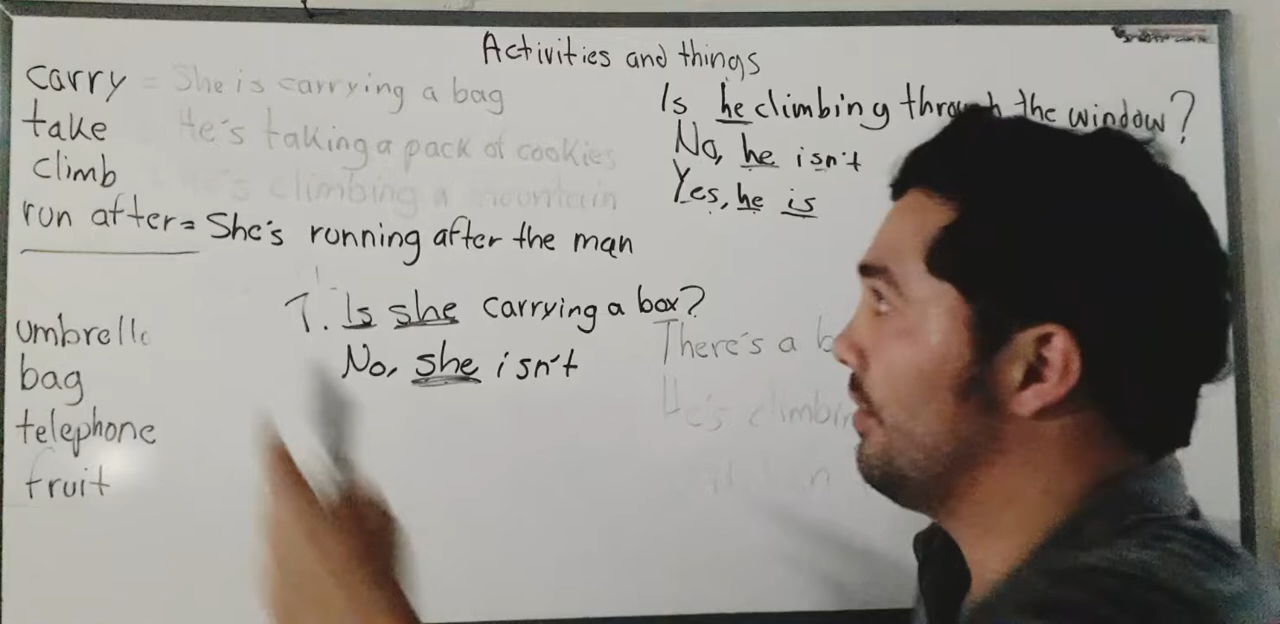 Activities and things
carry = She is carrying a bag
take He's taking a pack of cookies
climb He's climbing a mountain
run after = She's running after the man
Is he climbing through the window?
No, he isn't
Yes, he is
umbrella
bag
telephone
fruit
1. Is she carrying a box?
No, she isn't
There's a
He's